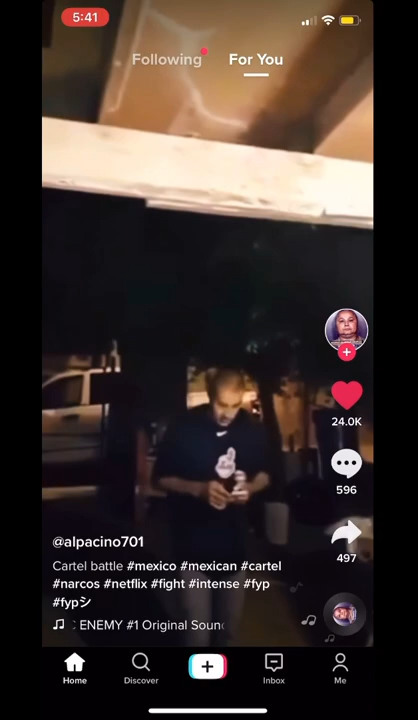 5:41
Following
For You
24.0K
596
497
@alpacino701
Cartel battle #mexico #mexican #cartel
#narcos #netflix #fight #intense #fyp
#fypシ
ENEMY #1 Original Soun
Home
Discover
Inbox
Me